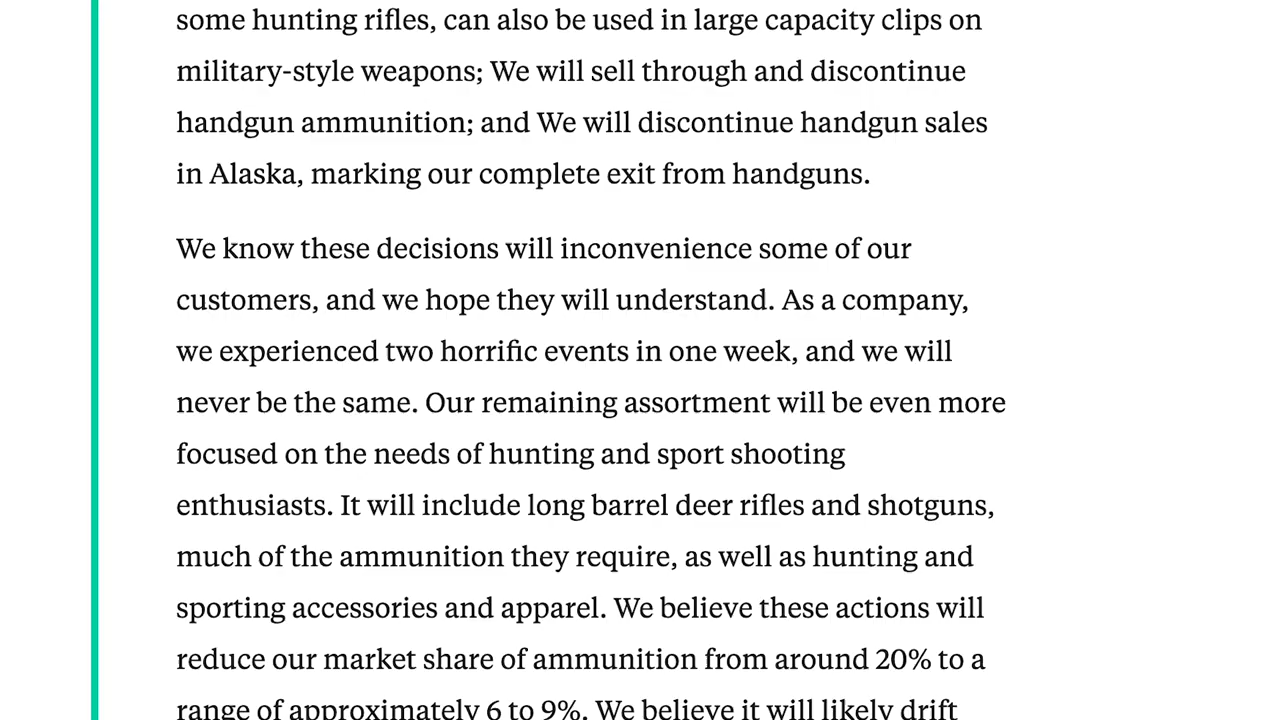 some hunting rifles, can also be used in large capacity clips on
military-style weapons; We will sell through and discontinue
handgun ammunition; and We will discontinue handgun sales
in Alaska, marking our complete exit from handguns.
We know these decisions will inconvenience some of our
customers, and we hope they will understand. As a company,
we experienced two horrific events in one week, and we will
never be the same. Our remaining assortment will be even more
focused on the needs of hunting and sport shooting
enthusiasts. It will include long barrel deer rifles and shotguns,
much of the ammunition they require, as well as hunting and
sporting accessories and apparel. We believe these actions will
reduce our market share of ammunition from around 20% to a
range of approximately 6 to 9%. We believe it will likely drift